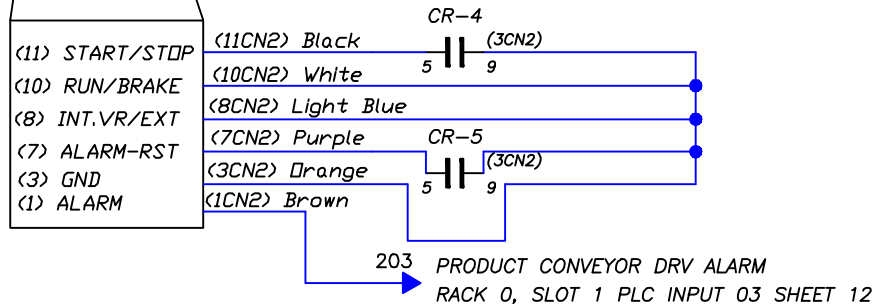 CR-4
(11) START/STOP (11CN2) Black 5 9 (3CN2)
(10) RUN/BRAKE (10CN2) White
(8) INT.VR/EXT (8CN2) Light Blue
(7) ALARM-RST (7CN2) Purple CR-5
(3) GND (3CN2) Orange 5 9 (3CN2)
(1) ALARM (1CN2) Brown
203 PRODUCT CONVEYOR DRV ALARM
RACK 0, SLOT 1 PLC INPUT 03 SHEET 12